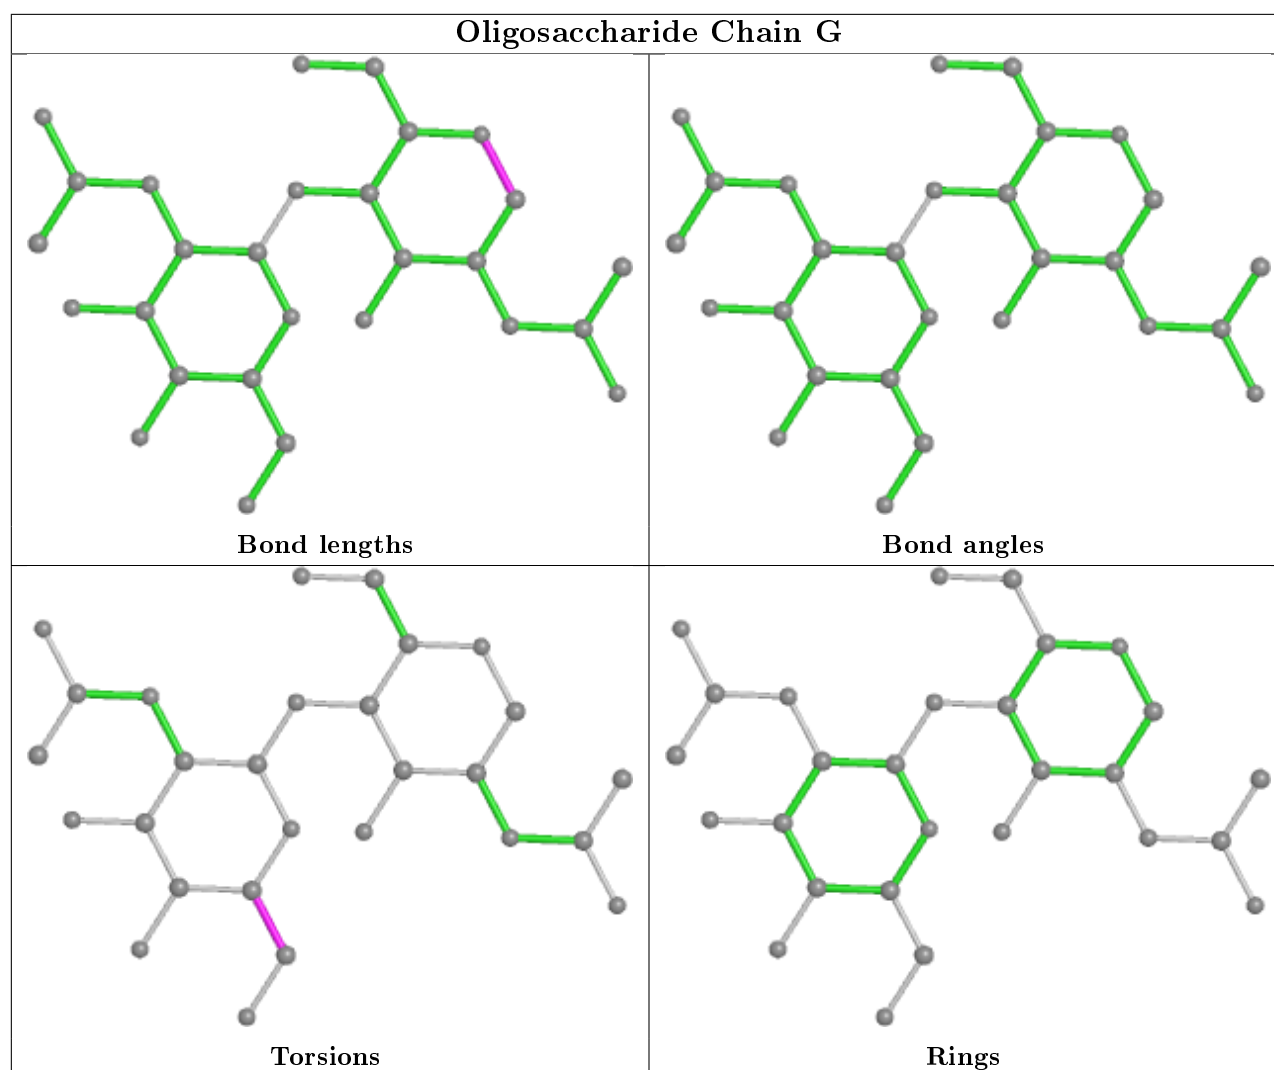 Oligosaccharide Chain G
Bond lengths
Bond angles
Torsions
Rings